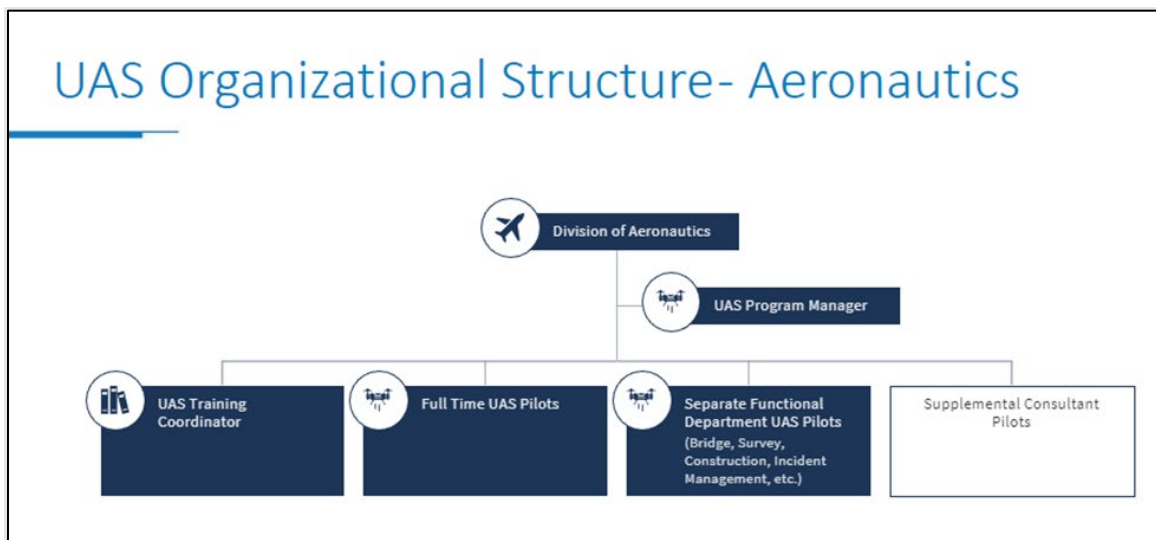 UAS Organizational Structure- Aeronautics
Division of Aeronautics
UAS Program Manager
UAS Training
Coordinator
Full Time UAS Pilots
Separate Functional
Department UAS Pilots
(Bridge, Survey,
Construction, Incident
Management, etc.)
Supplemental Consultant
Pilots